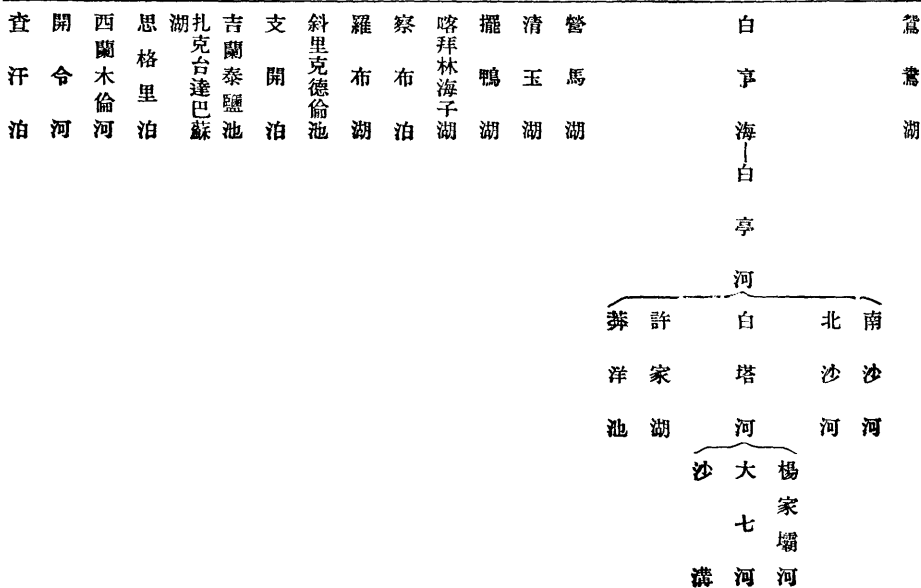 鴛鴦湖
白亭海—白亭河
南沙河
北沙河
白塔河
楊家壩河
大七河
沙溝
許家湖
莽洋池
營馬湖
清玉湖
擺鴨湖
喀拜林海子湖
察布泊
羅布湖
斜里克德倫池
支開泊
吉蘭泰鹽池
扎克台達巴蘇湖
思格里泊
西蘭木倫河
開令河
查汗泊